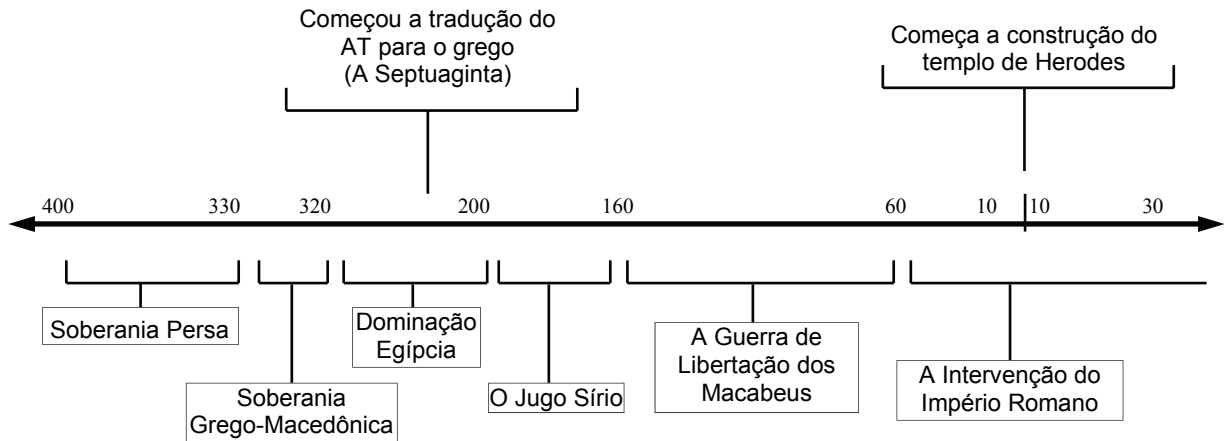 Começou a tradução do
AT para o grego
(A Septuaginta)
Começa a construção do
templo de Herodes
400 330 320 200 160 60 10 10 30
Soberania Persa
Soberania
Grego-Macedônica
Dominação
Egípcia
O Jugo Sírio
A Guerra de
Libertação dos
Macabeus
A Intervenção do
Império Romano